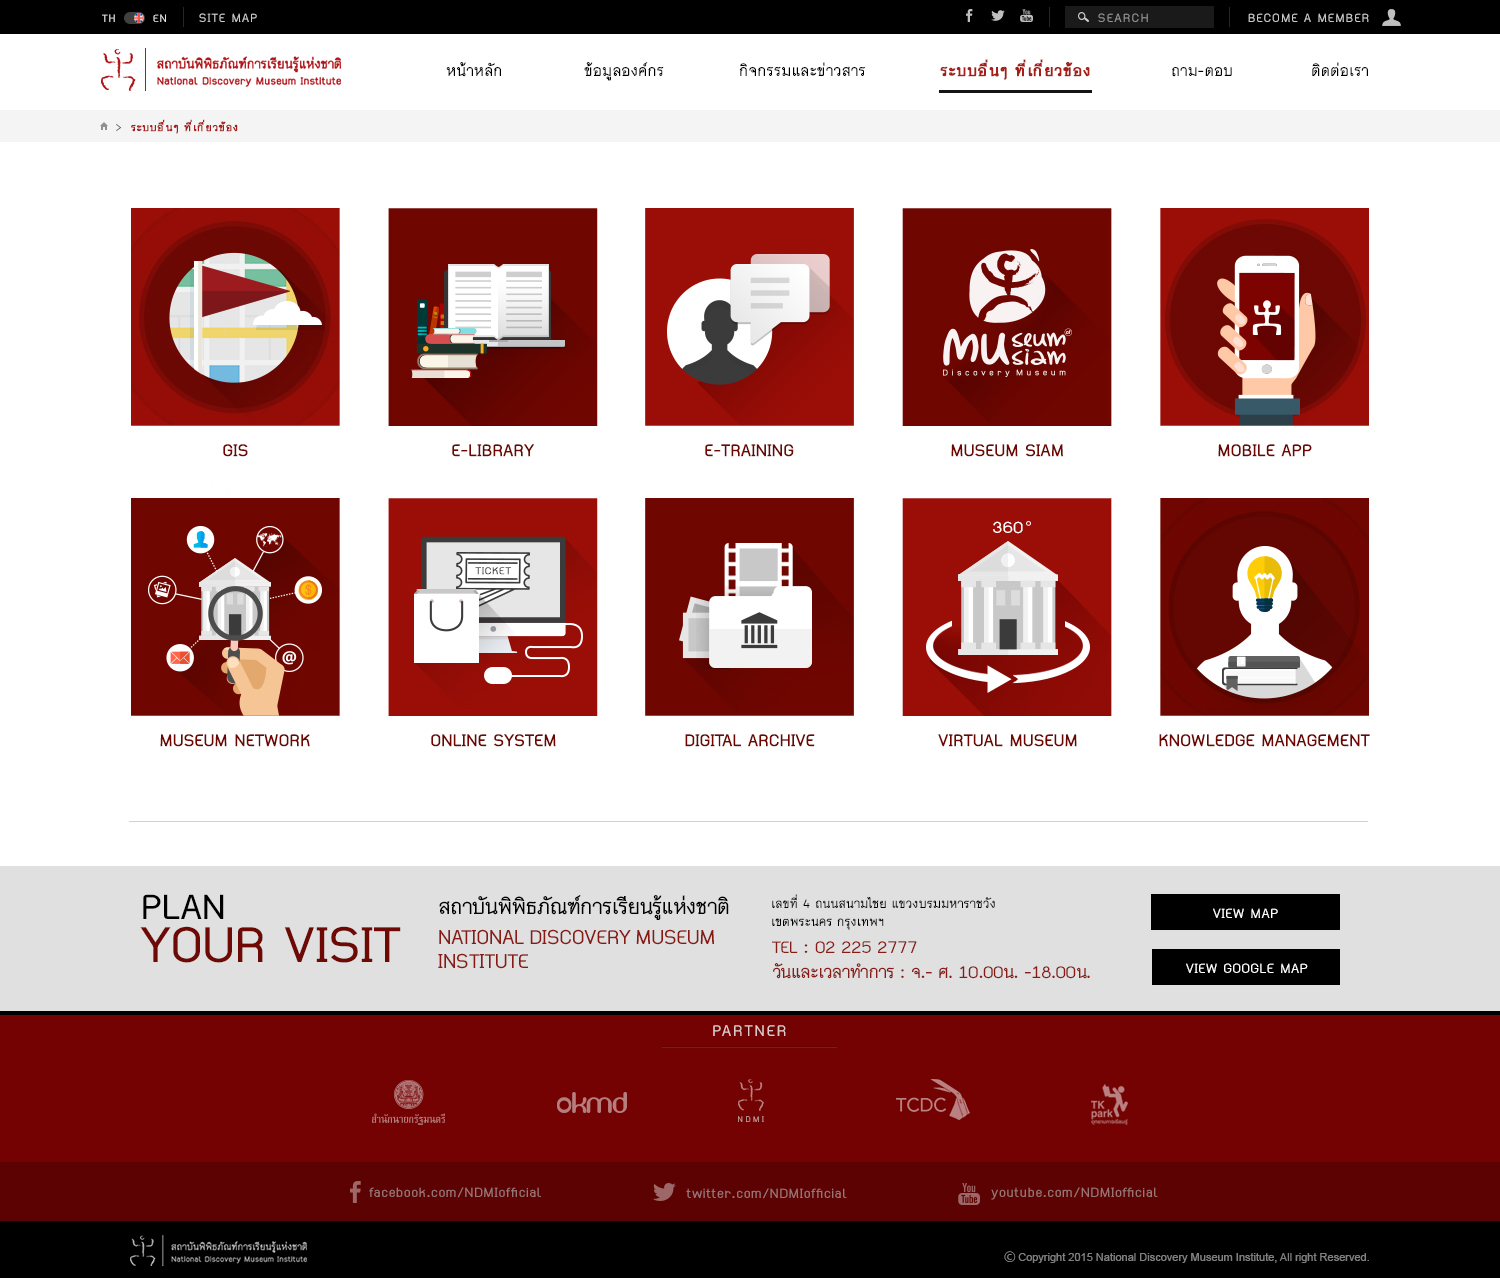 TH EN SITE MAP
SEARCH BECOME A MEMBER
สถาบันพิพิธภัณฑ์การเรียนรู้แห่งชาติ
National Discovery Museum Institute
หน้าหลัก ข้อมูลองค์กร กิจกรรมและข่าวสาร ระบบอื่นๆ ที่เกี่ยวข้อง ถาม-ตอบ ติดต่อเรา
> ระบบอื่นๆ ที่เกี่ยวข้อง
Museum of
siam
Discovery Museum
GIS E-LIBRARY E-TRAINING MUSEUM SIAM MOBILE APP
@
TICKET
360°
MUSEUM NETWORK ONLINE SYSTEM DIGITAL ARCHIVE VIRTUAL MUSEUM KNOWLEDGE MANAGEMENT
PLAN
YOUR VISIT
สถาบันพิพิธภัณฑ์การเรียนรู้แห่งชาติ
NATIONAL DISCOVERY MUSEUM
INSTITUTE
เลขที่ 4 ถนนสนามไชย แขวงบรมมหาราชวัง
เขตพระนคร กรุงเทพฯ
TEL : 02 225 2777
วันและเวลาทำการ : จ.- ศ. 10.00น. -18.00น.
VIEW MAP
VIEW GOOGLE MAP
PARTNER
สำนักนายกรัฐมนตรี
okmd
NDMI
TCDC
TK
park
อุทยานการเรียนรู้
facebook.com/NDMIofficial
twitter.com/NDMIofficial
You
Tube
youtube.com/NDMIofficial
สถาบันพิพิธภัณฑ์การเรียนรู้แห่งชาติ
National Discovery Museum Institute
© Copyright 2015 National Discovery Museum Institute, All right Reserved.